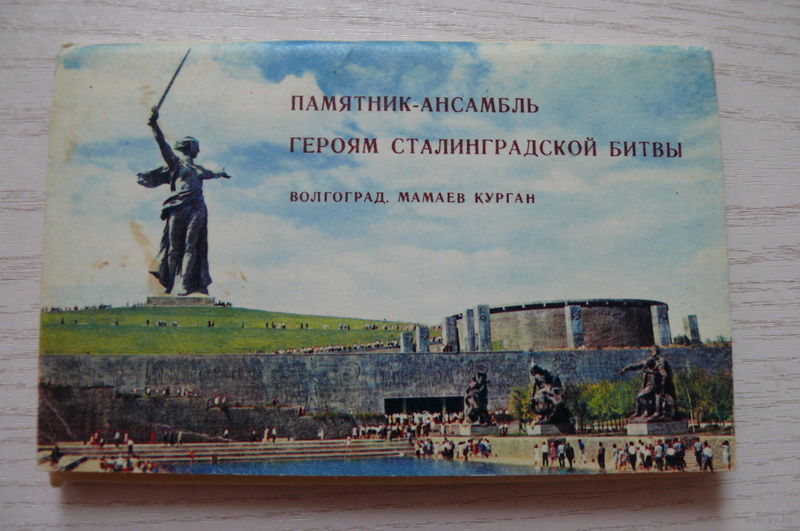 ПАМЯТНИК-АНСАМБЛЬ
ГЕРОЯМ СТАЛИНГРАДСКОЙ БИТВЫ
ВОЛГОГРАД. МАМАЕВ КУРГАН